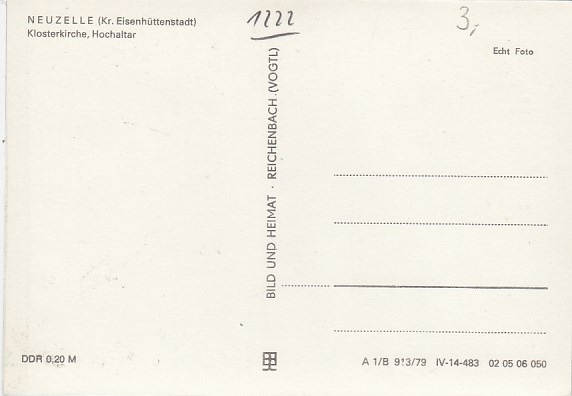 NEUZELLE (Kr. Eisenhüttenstadt)
Klosterkirche, Hochaltar
1222
3,
Echt Foto
BILD UND HEIMAT · REICHENBACH (VOGTL)
DDR 0,20 M
A 1/B 913/79 IV-14-483 02 05 06 050